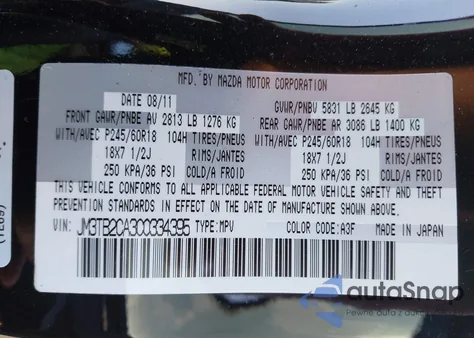 MFD. BY MAZDA MOTOR CORPORATION
DATE 08/11 GVWR/PNBV 5831 LB 2645 KG
FRONT GAWR/PNBE AV 2813 LB 1276 KG REAR GAWR/PNBE AR 3086 LB 1400 KG
WITH/AVEC P245/60R18 104H TIRES/PNEUS WITH/AVEC P245/60R18 104H TIRES/PNEUS
18X7 1/2J RIMS/JANTES 18X7 1/2J RIMS/JANTES
250 KPA/36 PSI COLD/A FROID 250 KPA/36 PSI COLD/A FROID
THIS VEHICLE CONFORMS TO ALL APPLICABLE FEDERAL MOTOR VEHICLE SAFETY AND THEFT
PREVENTION STANDARDS IN EFFECT ON THE DATE OF MANUFACTURE SHOWN ABOVE.
VIN: JM3TB2CA3C0334395 TYPE:MPV COLOR CODE:A3F MADE IN JAPAN
(TE69)
autoSnap
Pewne auta z aukcji